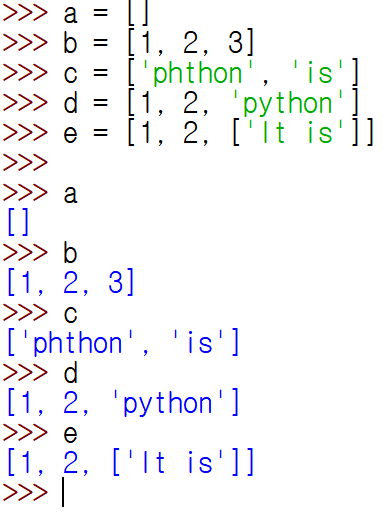 >>> a = []
>>> b = [1, 2, 3]
>>> c = ['phthon', 'is']
>>> d = [1, 2, 'python']
>>> e = [1, 2, ['It is']]
>>>
>>> a
[]
>>> b
[1, 2, 3]
>>> c
['phthon', 'is']
>>> d
[1, 2, 'python']
>>> e
[1, 2, ['It is']]
>>>